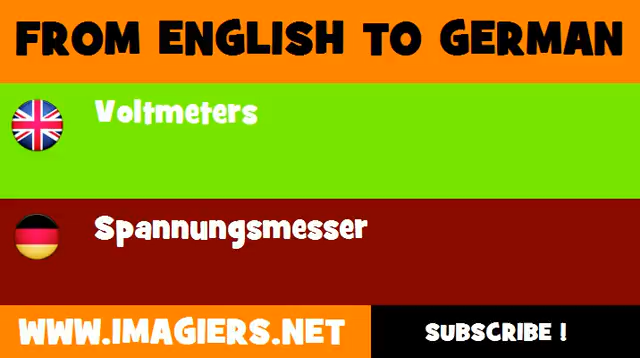 FROM ENGLISH TO GERMAN
Voltmeters
Spannungsmesser
WWW.IMAGIERS.NET
SUBSCRIBE !